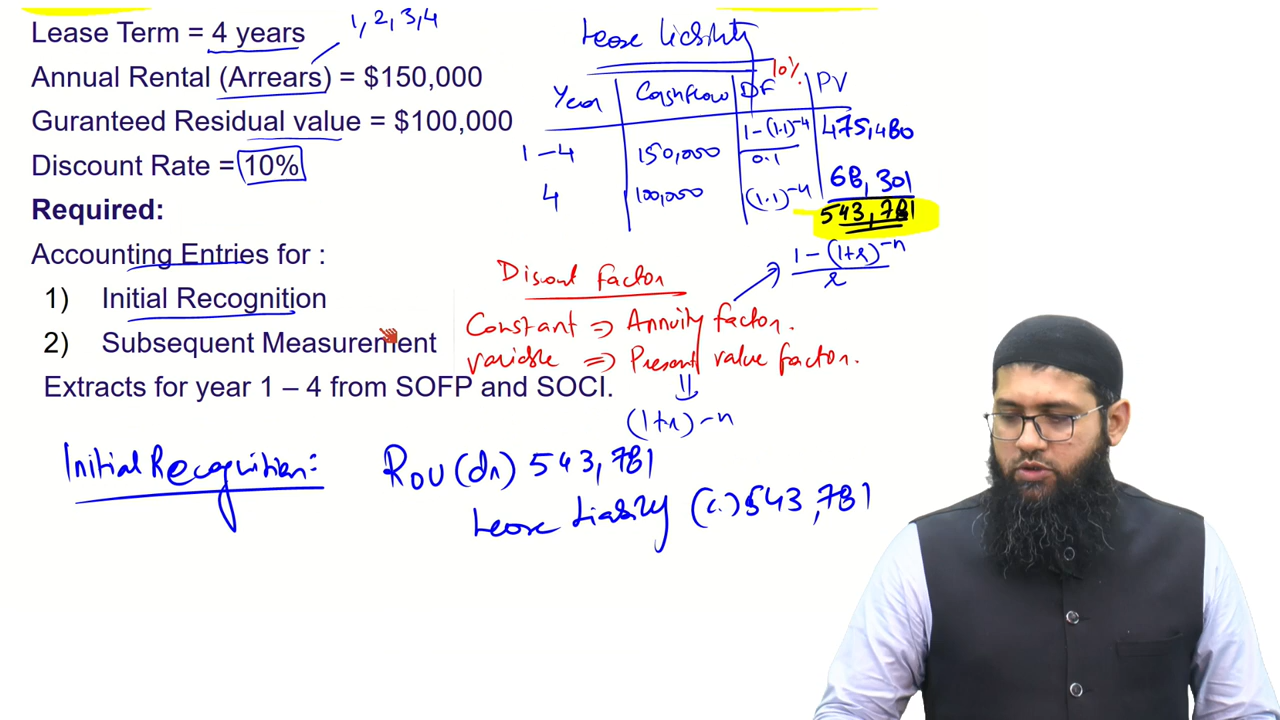 Lease Term = 4 years
1, 2, 3, 4
Annual Rental (Arrears) = $150,000
Guranteed Residual value = $100,000
Discount Rate = 10%
Required:
Accounting Entries for :
1) Initial Recognition
2) Subsequent Measurement
Extracts for year 1 – 4 from SOFP and SOCI.
Lease liability
10%
Year Cashflow DF PV
1-4 150,000 1-(1.1)^-4 / 0.1 475,480
4 100,000 (1.1)^-4 68,301
543,781
1-(1+r)^-n / r
Discont factor
Constant => Annuity factor.
variable => Present value factor.
(1+r)-n
Initial Recognition:
ROU (dr) 543,781
Lease Liability (cr) 543,781